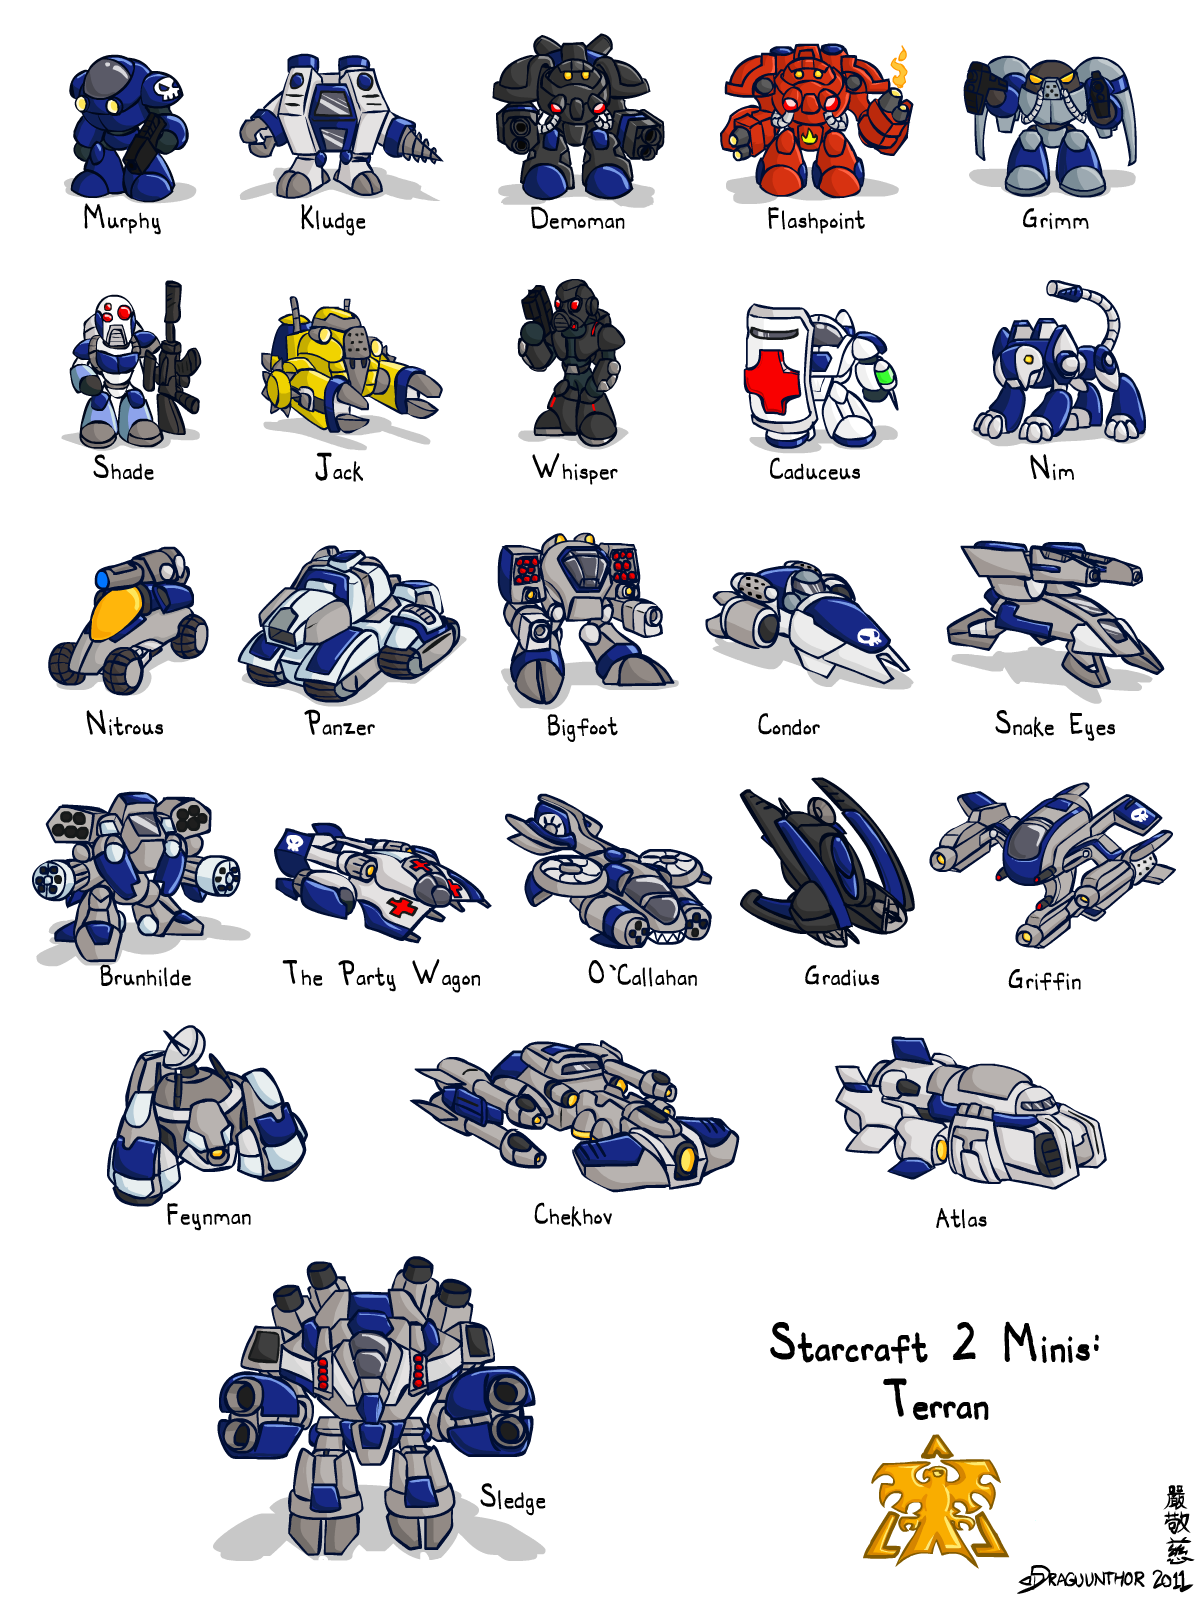 Murphy
Kludge
Demoman
Flashpoint
Grimm
Shade
Jack
Whisper
Caduceus
Nim
Nitrous
Panzer
Bigfoot
Condor
Snake Eyes
Brunhilde
The Party Wagon
O`Callahan
Gradius
Griffin
Feynman
Chekhov
Atlas
Sledge
Starcraft 2 Minis:
Terran
嚴敬慈
DRAGUUNTHOR 2011